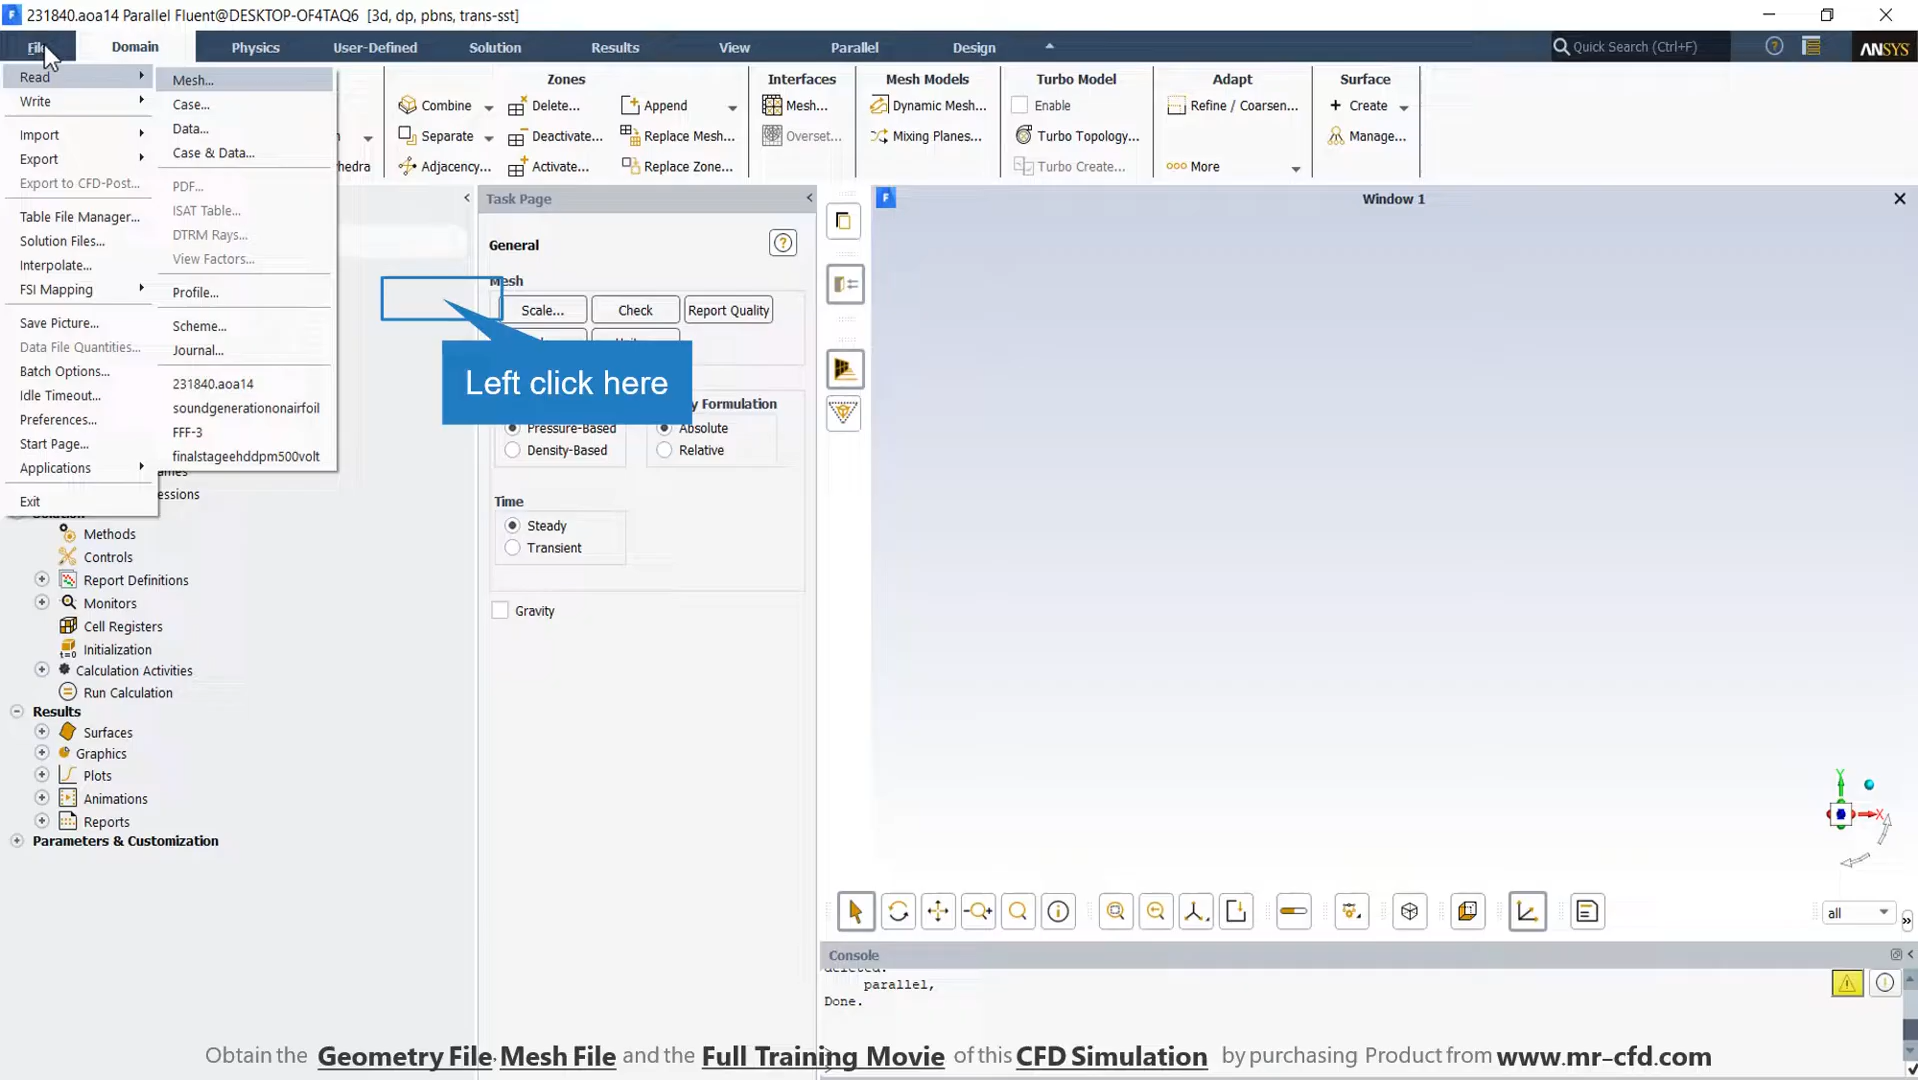 231840.aoa14 Parallel Fluent@DESKTOP-OF4TAQ6 [3d, dp, pbns, trans-sst]
File Domain Physics User-Defined Solution Results View Parallel Design Quick Search (Ctrl+F) ANSYS
Read
Write
Import
Export
Export to CFD-Post...
Table File Manager...
Solution Files...
Interpolate...
FSI Mapping
Save Picture...
Data File Quantities...
Batch Options...
Idle Timeout...
Preferences...
Start Page...
Applications
Exit
Mesh...
Case...
Data...
Case & Data...
PDF...
ISAT Table...
DTRM Rays...
View Factors...
Profile...
Scheme...
Journal...
231840.aoa14
soundgenerationonairfoil
FFF-3
finalstageehddpm500volt
Zones
Combine Delete... Append
Separate Deactivate... Replace Mesh...
Adjacency... Activate... Replace Zone...
Interfaces
Mesh...
Overset...
Mesh Models
Dynamic Mesh...
Mixing Planes...
Turbo Model
Enable
Turbo Topology...
Turbo Create...
Adapt
Refine / Coarsen...
More
Surface
Create
Manage...
Methods
Controls
Report Definitions
Monitors
Cell Registers
Initialization
Calculation Activities
Run Calculation
Results
Surfaces
Graphics
Plots
Animations
Reports
Parameters & Customization
Task Page
General
Mesh
Scale... Check Report Quality
Left click here
y Formulation
Pressure-Based Absolute
Density-Based Relative
Time
Steady
Transient
Gravity
Window 1
Y
X
all
Console
parallel,
Done.
Obtain the Geometry File, Mesh File and the Full Training Movie of this CFD Simulation by purchasing Product from www.mr-cfd.com